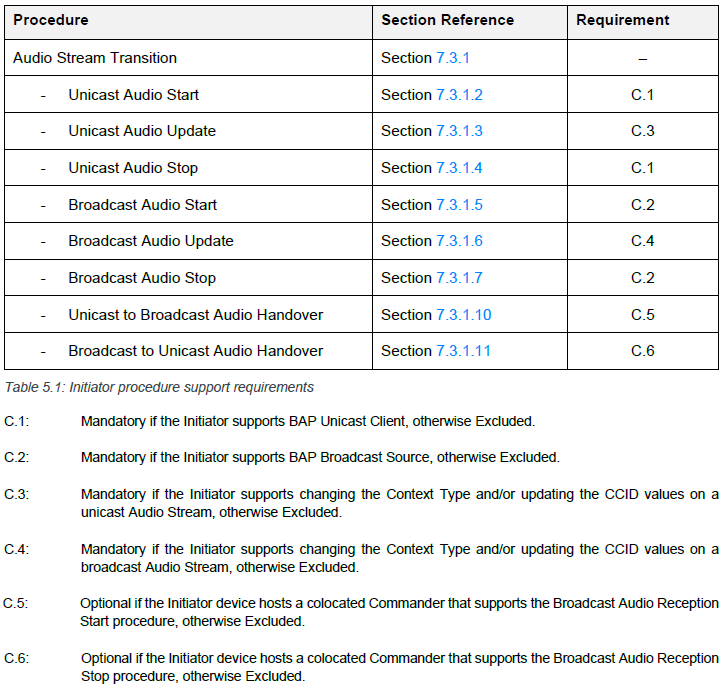 Procedure Section Reference Requirement
Audio Stream Transition Section 7.3.1 –
- Unicast Audio Start Section 7.3.1.2 C.1
- Unicast Audio Update Section 7.3.1.3 C.3
- Unicast Audio Stop Section 7.3.1.4 C.1
- Broadcast Audio Start Section 7.3.1.5 C.2
- Broadcast Audio Update Section 7.3.1.6 C.4
- Broadcast Audio Stop Section 7.3.1.7 C.2
- Unicast to Broadcast Audio Handover Section 7.3.1.10 C.5
- Broadcast to Unicast Audio Handover Section 7.3.1.11 C.6
Table 5.1: Initiator procedure support requirements
C.1: Mandatory if the Initiator supports BAP Unicast Client, otherwise Excluded.
C.2: Mandatory if the Initiator supports BAP Broadcast Source, otherwise Excluded.
C.3: Mandatory if the Initiator supports changing the Context Type and/or updating the CCID values on a
unicast Audio Stream, otherwise Excluded.
C.4: Mandatory if the Initiator supports changing the Context Type and/or updating the CCID values on a
broadcast Audio Stream, otherwise Excluded.
C.5: Optional if the Initiator device hosts a colocated Commander that supports the Broadcast Audio Reception
Start procedure, otherwise Excluded.
C.6: Optional if the Initiator device hosts a colocated Commander that supports the Broadcast Audio Reception
Stop procedure, otherwise Excluded.